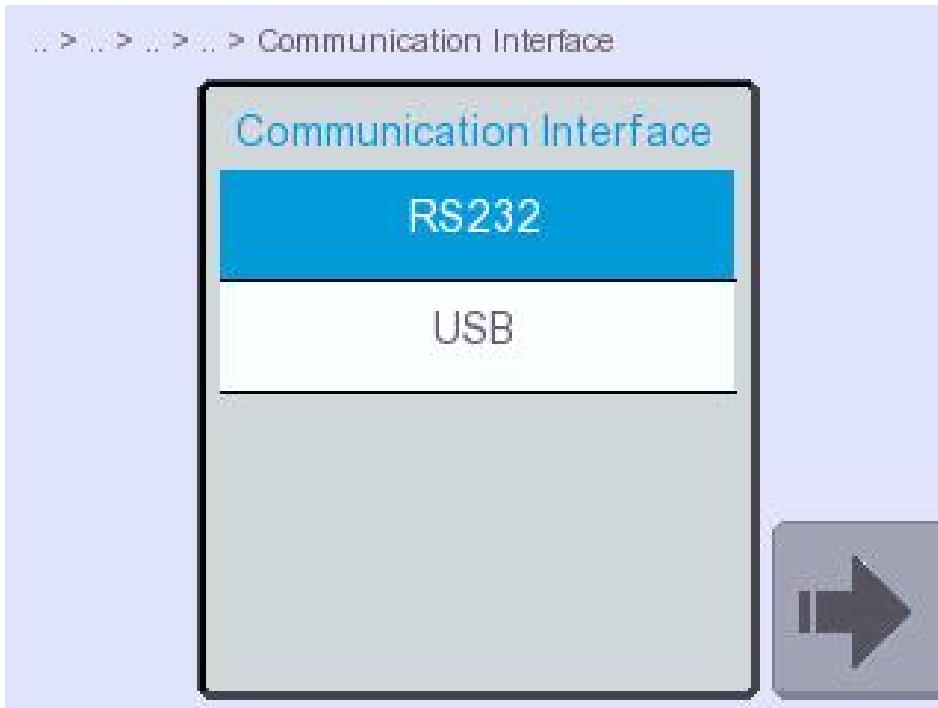 .. > .. > .. > .. > Communication Interface
Communication Interface
RS232
USB